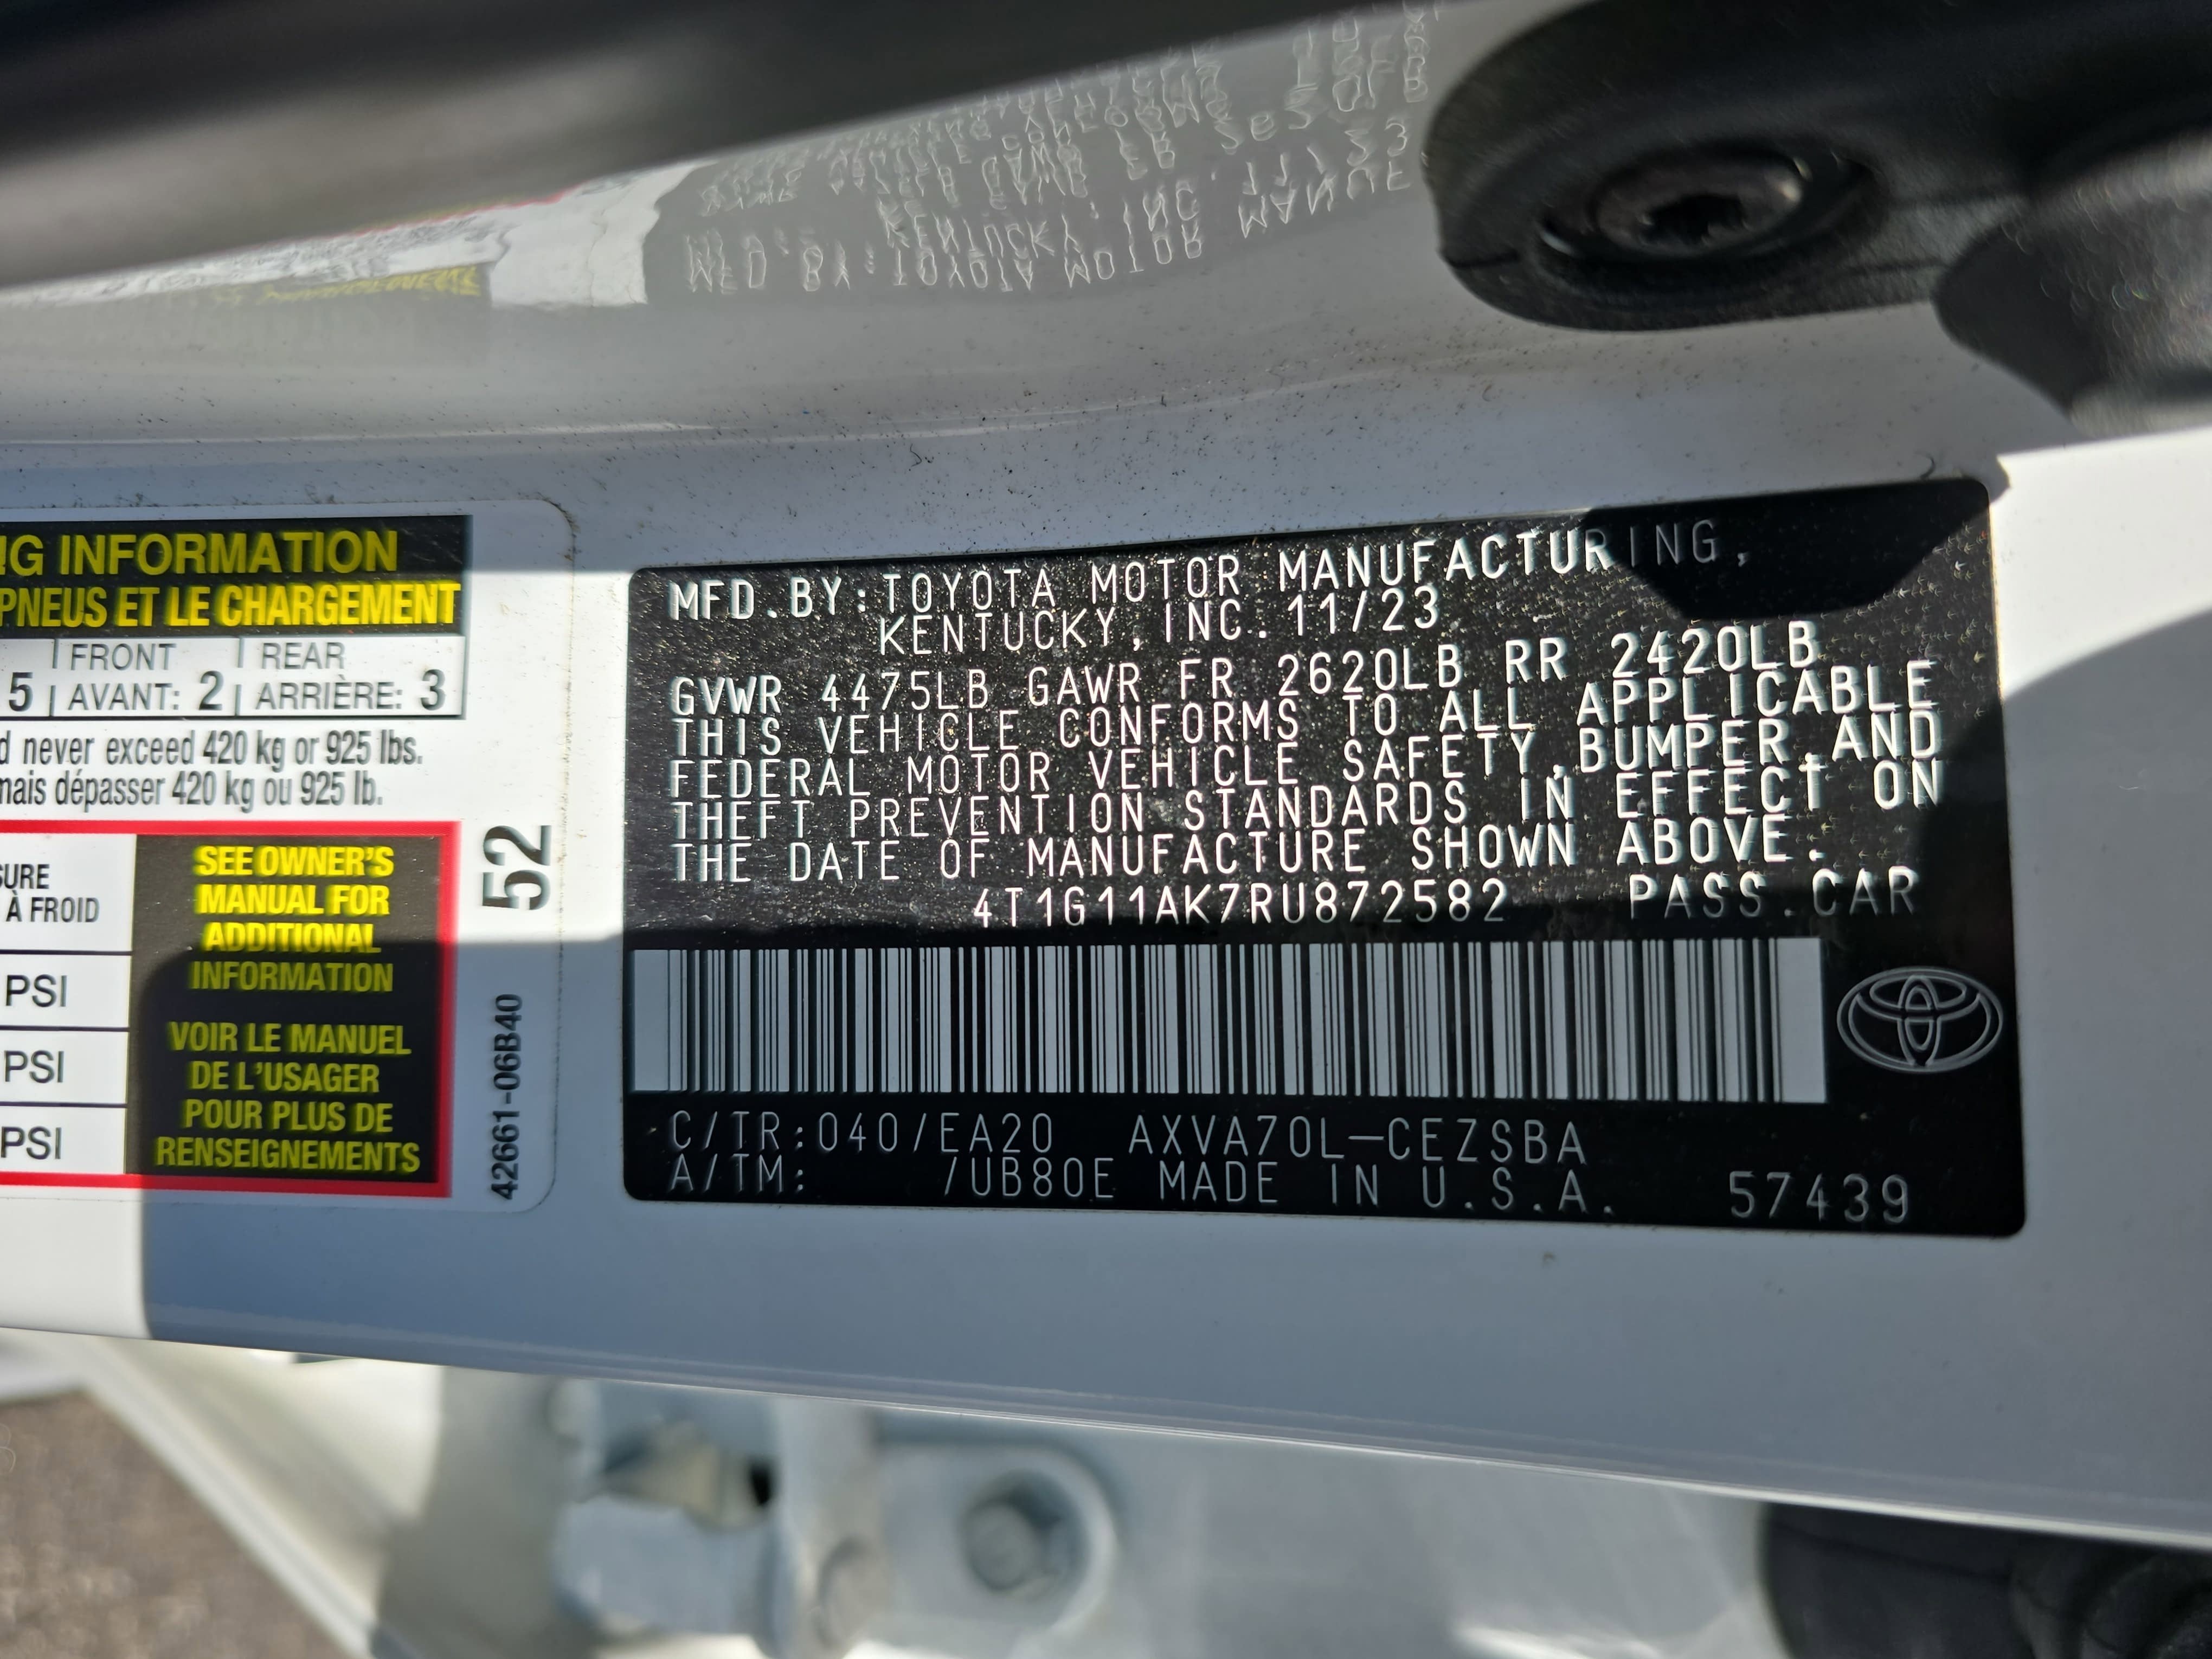 NG INFORMATION
PNEUS ET LE CHARGEMENT
5 | FRONT AVANT: 2 | REAR ARRIÈRE: 3
never exceed 420 kg or 925 lbs.
mais dépasser 420 kg ou 925 lb.
À FROID
SEE OWNER'S
MANUAL FOR
ADDITIONAL
INFORMATION
PSI
VOIR LE MANUEL
DE L'USAGER
PSI
POUR PLUS DE
RENSEIGNEMENTS
PSI
52
42661-06B40
MFD.BY:TOYOTA MOTOR MANUFACTURING,
KENTUCKY,INC. 11/23
GVWR 4475LB GAWR FR 2620LB RR 2420LB
THIS VEHICLE CONFORMS TO ALL APPLICABLE
FEDERAL MOTOR VEHICLE SAFETY,BUMPER,AND
THEFT PREVENTION STANDARDS IN EFFECT ON
THE DATE OF MANUFACTURE SHOWN ABOVE.
4T1G11AK7RU872582 PASS.CAR
C/TR:040/EA20 AXVA70L-CEZSBA
A/TM: /UB80E MADE IN U.S.A. 57439